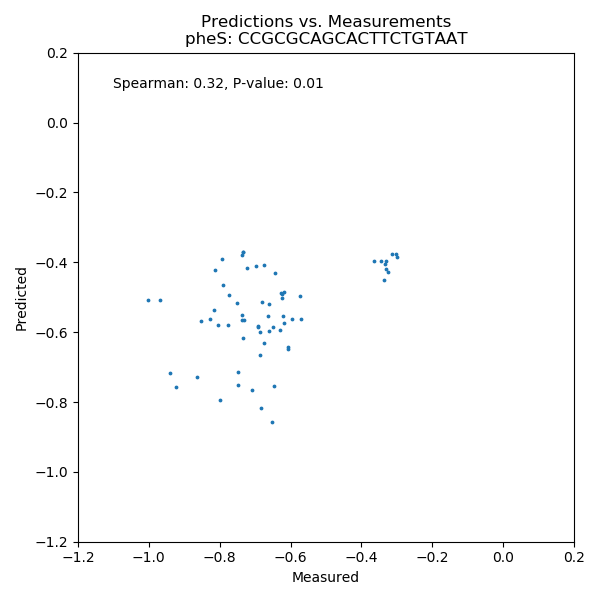 Predictions vs. Measurements
pheS: CCGCGCAGCACTTCTGTAAT
Spearman: 0.32, P-value: 0.01
0.2
0.0
−0.2
−0.4
−0.6
−0.8
−1.0
−1.2
Predicted
−1.2 −1.0 −0.8 −0.6 −0.4 −0.2 0.0 0.2
Measured